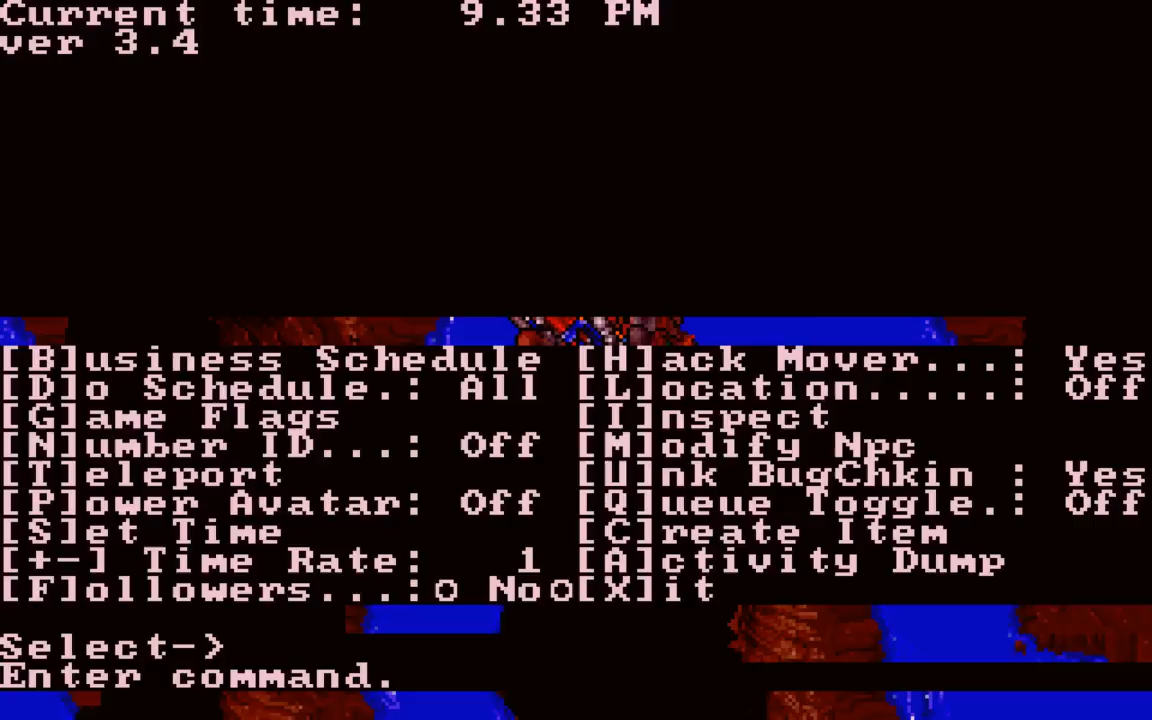 Current time:    9.33 PM
ver 3.4
[B]usiness Schedule [H]ack Mover...: Yes
[D]o Schedule.: All [L]ocation.....: Off
[G]ame Flags [I]nspect
[N]umber ID...: Off [M]odify Npc
[T]eleport [U]nk BugChkin : Yes
[P]ower Avatar: Off [Q]ueue Toggle.: Off
[S]et Time [C]reate Item
[+-] Time Rate:    1 [A]ctivity Dump
[F]ollowers...:o No o[X]it
Select->
Enter command.